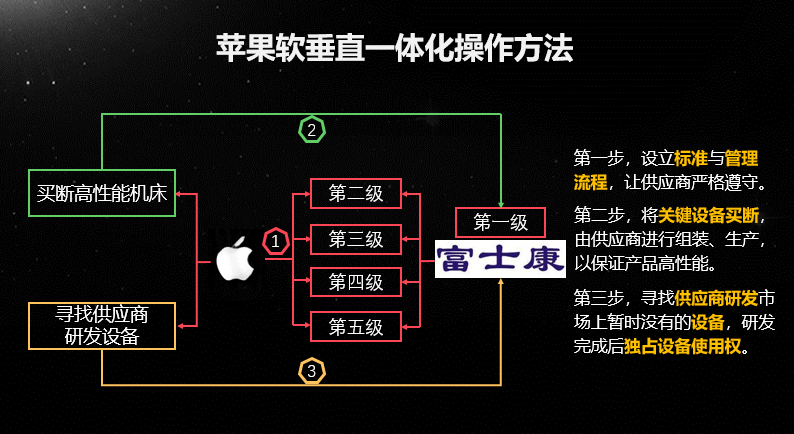 苹果软垂直一体化操作方法
2
买断高性能机床
第二级
第一级
1
第三级
富士康
第四级
寻找供应商
研发设备
第五级
3
第一步，设立标准与管理
流程，让供应商严格遵守。
第二步，将关键设备买断，
由供应商进行组装、生产，
以保证产品高性能。
第三步，寻找供应商研发市
场上暂时没有的设备，研发
完成后独占设备使用权。